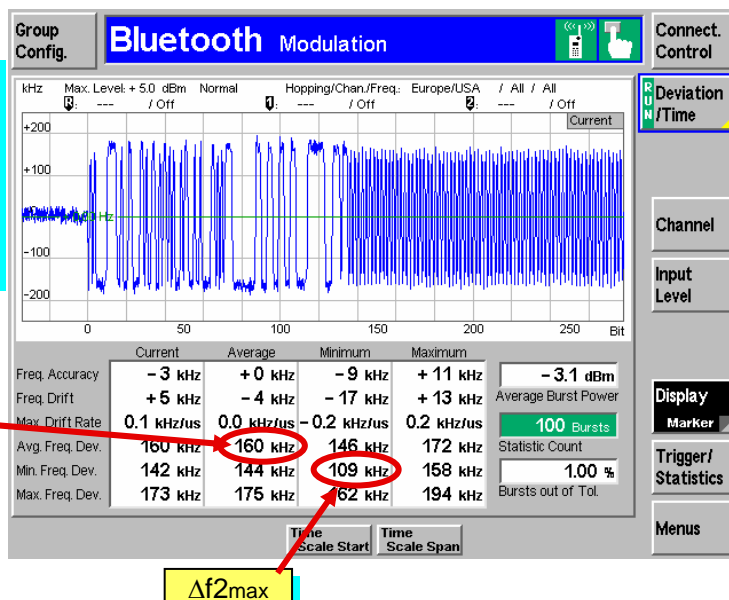 Group Config.
Bluetooth Modulation
Connect. Control
kHz Max. Level: + 5.0 dBm Normal Hopping/Chan./Freq.: Europe/USA / All / All
R: --- / Off 1: --- / Off 2: --- / Off
Current
RUN Deviation /Time
+200
+100
0
-100
-200
0 50 100 150 200 250 Bit
Channel
Input Level
Current Average Minimum Maximum
Freq. Accuracy − 3 kHz + 0 kHz − 9 kHz + 11 kHz
Freq. Drift + 5 kHz − 4 kHz − 17 kHz + 13 kHz
Max. Drift Rate 0.1 kHz/us 0.0 kHz/us − 0.2 kHz/us 0.2 kHz/us
Avg. Freq. Dev. 160 kHz 160 kHz 146 kHz 172 kHz
Min. Freq. Dev. 142 kHz 144 kHz 109 kHz 158 kHz
Max. Freq. Dev. 173 kHz 175 kHz 62 kHz 194 kHz
− 3.1 dBm
Average Burst Power
100 Bursts
Statistic Count
1.00 %
Bursts out of Tol.
Display
Marker
Trigger/ Statistics
Menus
Time Scale Start
Time Scale Span
Δf2max